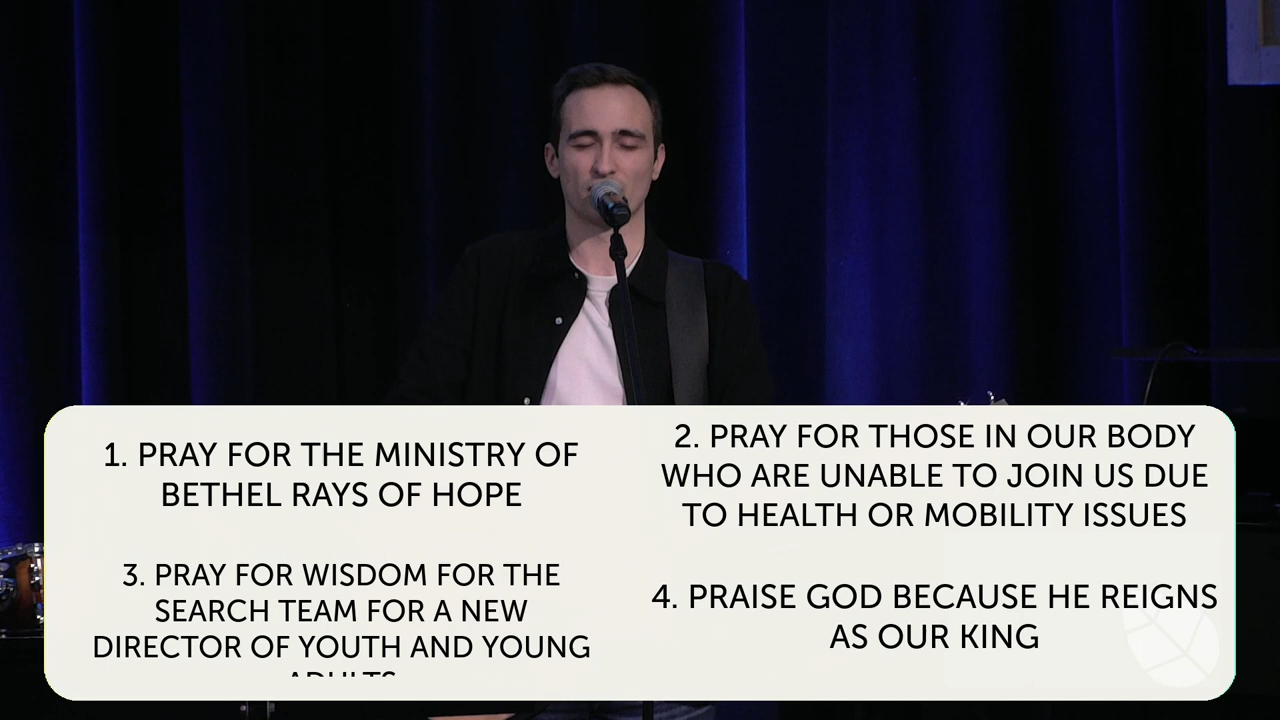 1. PRAY FOR THE MINISTRY OF
BETHEL RAYS OF HOPE
2. PRAY FOR THOSE IN OUR BODY
WHO ARE UNABLE TO JOIN US DUE
TO HEALTH OR MOBILITY ISSUES
3. PRAY FOR WISDOM FOR THE
SEARCH TEAM FOR A NEW
DIRECTOR OF YOUTH AND YOUNG
ADULTS
4. PRAISE GOD BECAUSE HE REIGNS
AS OUR KING